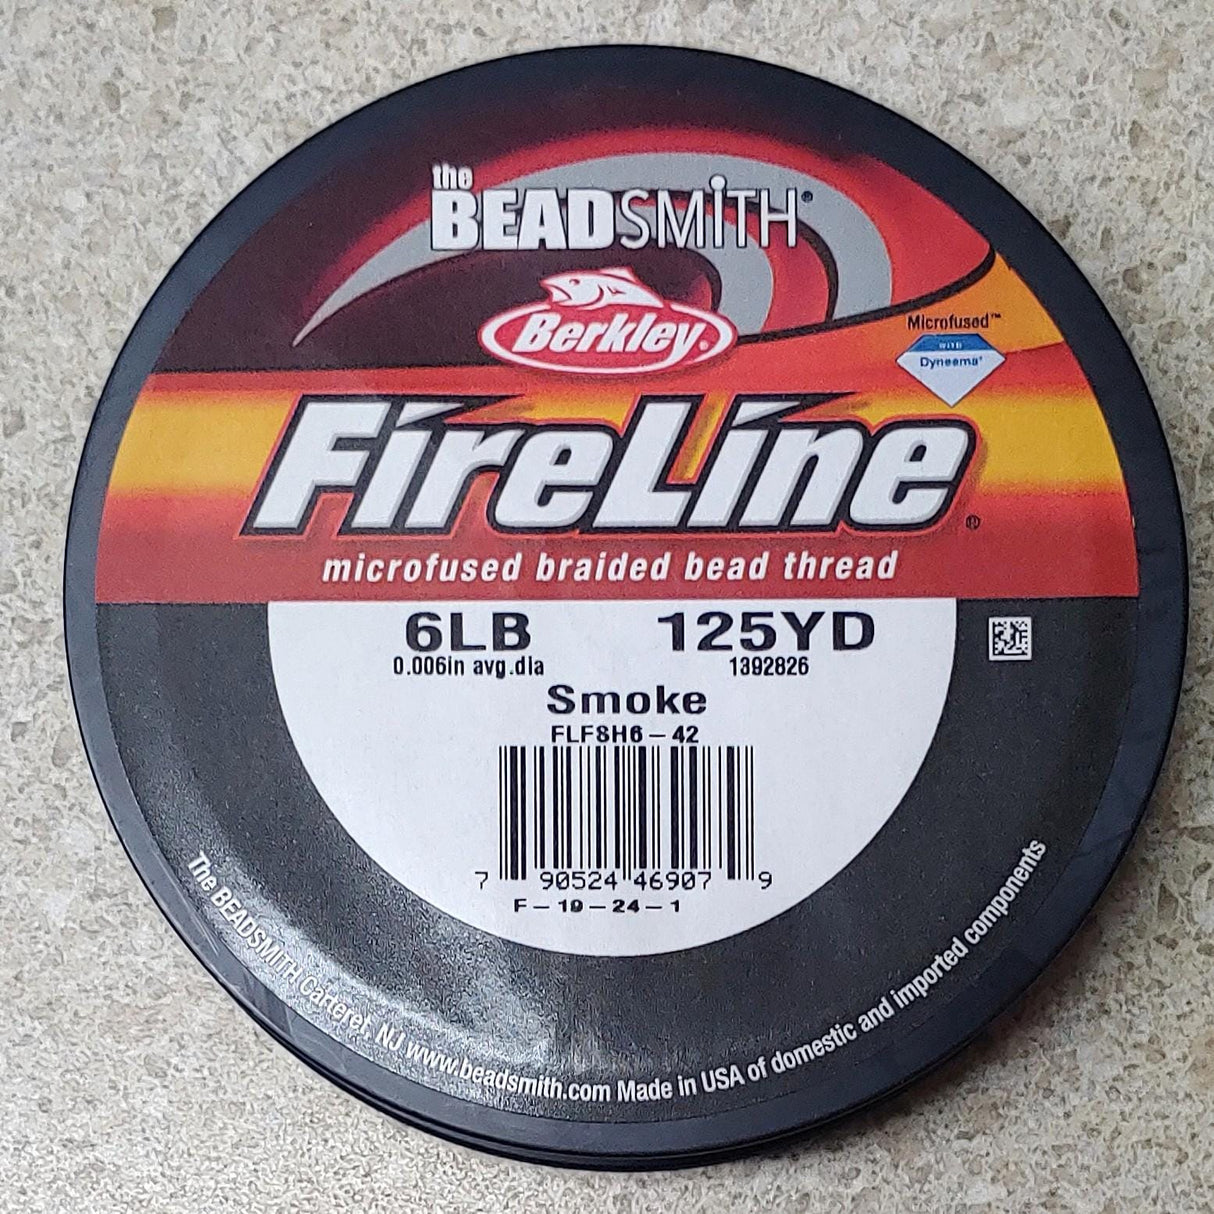 the
BEADSMiTH®
Berkley®
Microfused™
WITH
Dyneema®
FireLine®
microfused braided bead thread
6LB 125YD
0.006in avg.dia 1392826
Smoke
FLFSH6-42
7 90524 46907 9
F-19-24-1
The BEADSMITH Carteret, NJ www.beadsmith.com Made in USA of domestic and imported components